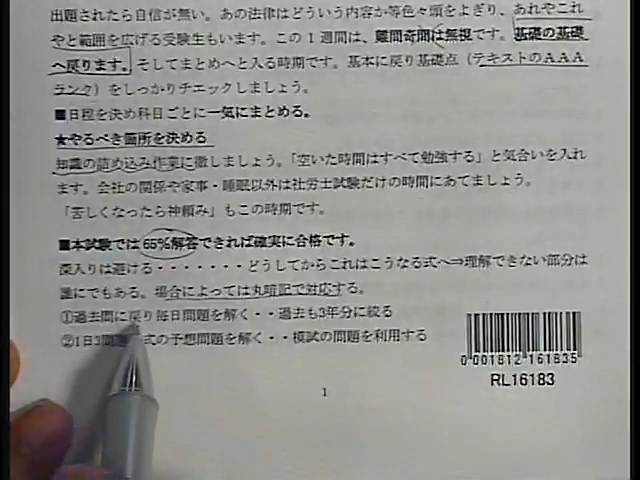 出題されたら自信が無い。あの法律はどういう内容か等色々頭をよぎり、あれやこれ
やと範囲を広げる受験生もいます。この1週間は、難問奇問は無視です。基礎の基礎
へ戻ります。そしてまとめへと入る時期です。基本に戻り基礎点（テキストのAAA
ランク）をしっかりチェックしましょう。
■日程を決め科目ごとに一気にまとめる。
★やるべき箇所を決める
知識の詰め込み作業に徹しましょう。「空いた時間はすべて勉強する」と気合いを入れ
ます。会社の関係や家事・睡眠以外は社労士試験だけの時間にあてましょう。
「苦しくなったら神頼み」もこの時期です。
■本試験では66%解答できれば確実に合格です。
深入りは避ける・・・・・・・どうしてからこれはこうなる式へ⇒理解できない部分は
誰にでもある。場合によっては丸暗記で対応する。
①過去問に戻り毎日問題を解く・・過去も3年分に絞る
②1日3問 式の予想問題を解く・・模試の問題を利用する
0001812161835
RL16183
1